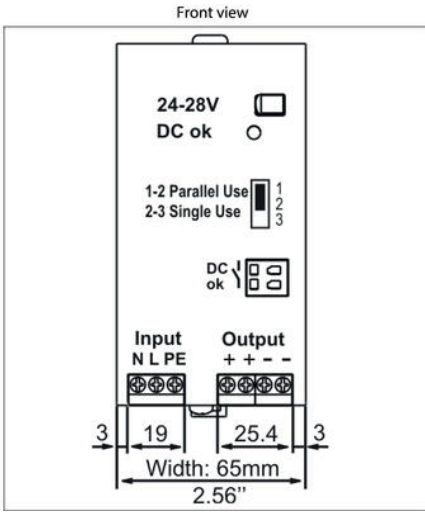 Front view
24-28V
DC ok
1-2 Parallel Use
2-3 Single Use
1
2
3
DC
ok
Input
Output
N L PE
+ + - -
3
19
25.4
3
Width: 65mm
2.56’’